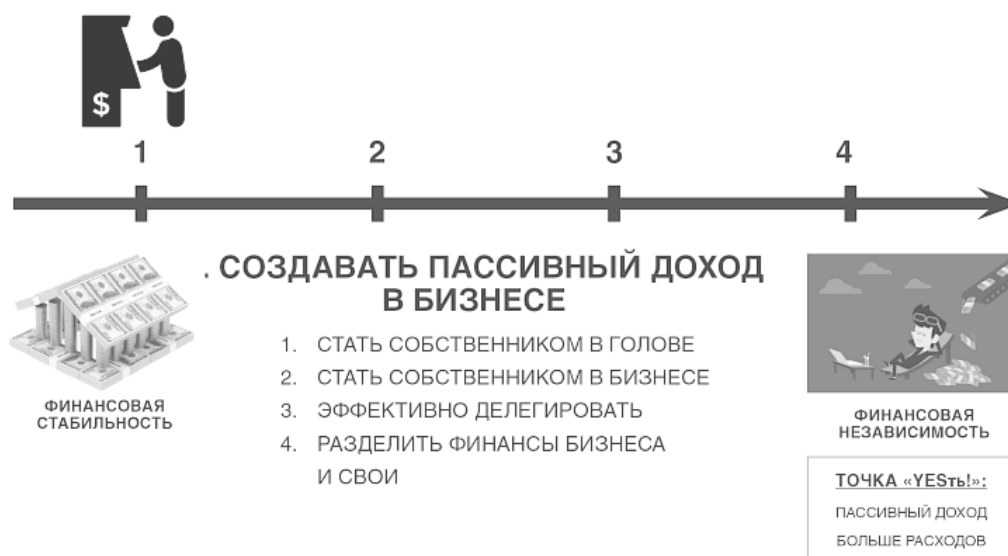 $
1 2 3 4
. СОЗДАВАТЬ ПАССИВНЫЙ ДОХОД
В БИЗНЕСЕ
1. СТАТЬ СОБСТВЕННИКОМ В ГОЛОВЕ
2. СТАТЬ СОБСТВЕННИКОМ В БИЗНЕСЕ
3. ЭФФЕКТИВНО ДЕЛЕГИРОВАТЬ
4. РАЗДЕЛИТЬ ФИНАНСЫ БИЗНЕСА
И СВОИ
ФИНАНСОВАЯ
СТАБИЛЬНОСТЬ
ФИНАНСОВАЯ
НЕЗАВИСИМОСТЬ
ТОЧКА «YESть!»:
ПАССИВНЫЙ ДОХОД
БОЛЬШЕ РАСХОДОВ